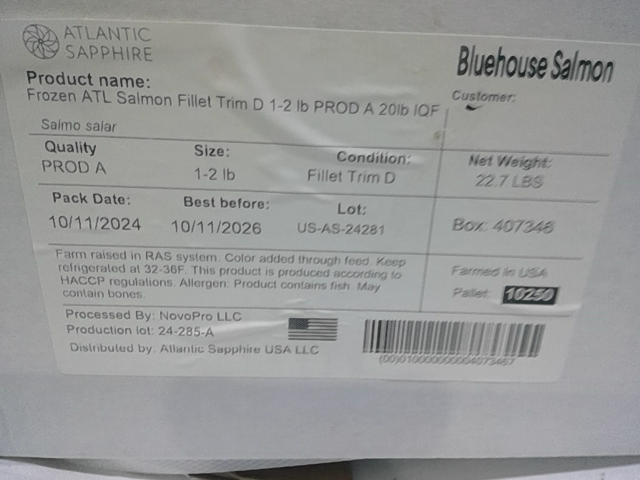 ATLANTIC
SAPPHIRE
Bluehouse Salmon
Product name:
Frozen ATL Salmon Fillet Trim D 1-2 lb PROD A 20lb IQF
Customer:
Salmo salar
Quality
PROD A
Size:
1-2 lb
Condition:
Fillet Trim D
Net Weight:
22.7 LBS
Pack Date:
10/11/2024
Best before:
10/11/2026
Lot:
US-AS-24281
Box: 407346
Farm raised in RAS system. Color added through feed. Keep
refrigerated at 32-36F. This product is produced according to
HACCP regulations. Allergen: Product contains fish. May
contain bones.
Farmed in USA
Pallet: 10250
Processed By: NovoPro LLC
Production lot: 24-285-A
Distributed by: Atlantic Sapphire USA LLC